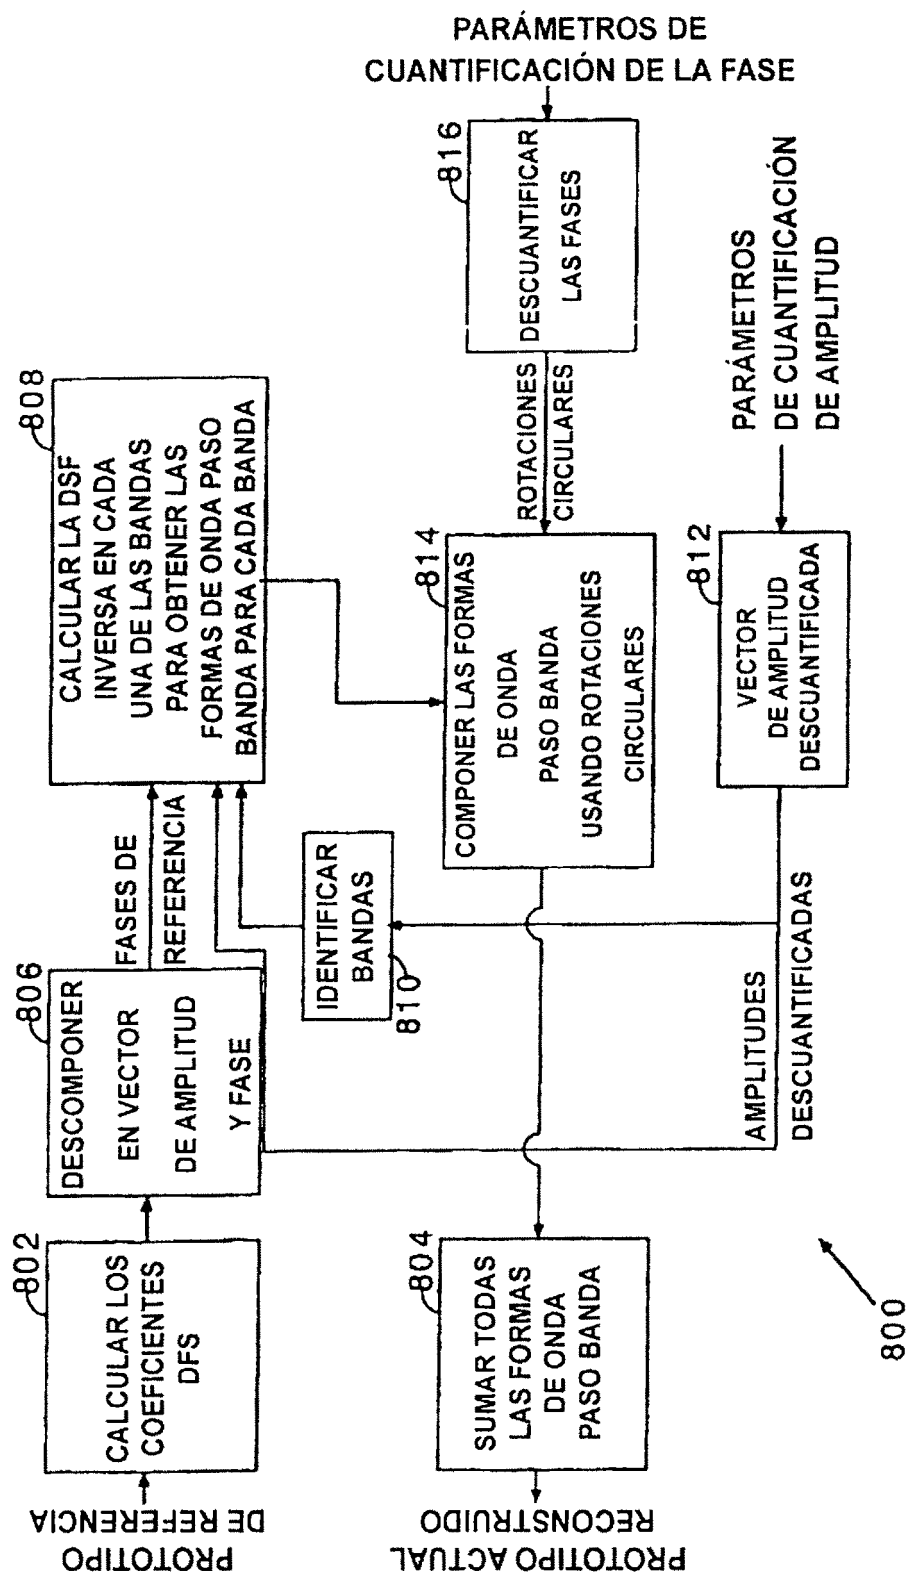 PROTOTIPO
DE REFERENCIA
802
CALCULAR LOS
COEFICIENTES
DFS
806
DESCOMPONER
EN VECTOR
DE AMPLITUD
Y FASE
FASES DE
REFERENCIA
808
CALCULAR LA DSF
INVERSA EN CADA
UNA DE LAS BANDAS
PARA OBTENER LAS
FORMAS DE ONDA PASO
BANDA PARA CADA BANDA
IDENTIFICAR
BANDAS
810
PROTOTIPO ACTUAL
RECONSTRUIDO
804
SUMAR TODAS
LAS FORMAS
DE ONDA
PASO BANDA
814
COMPONER LAS FORMAS
DE ONDA
PASO BANDA
USANDO ROTACIONES
CIRCULARES
ROTACIONES
CIRCULARES
816
DESCUANTIFICAR
LAS FASES
PARÁMETROS DE
CUANTIFICACIÓN DE LA FASE
AMPLITUDES
DESCUANTIFICADAS
812
VECTOR
DE AMPLITUD
DESCUANTIFICADA
PARÁMETROS
DE CUANTIFICACIÓN
DE AMPLITUD
800